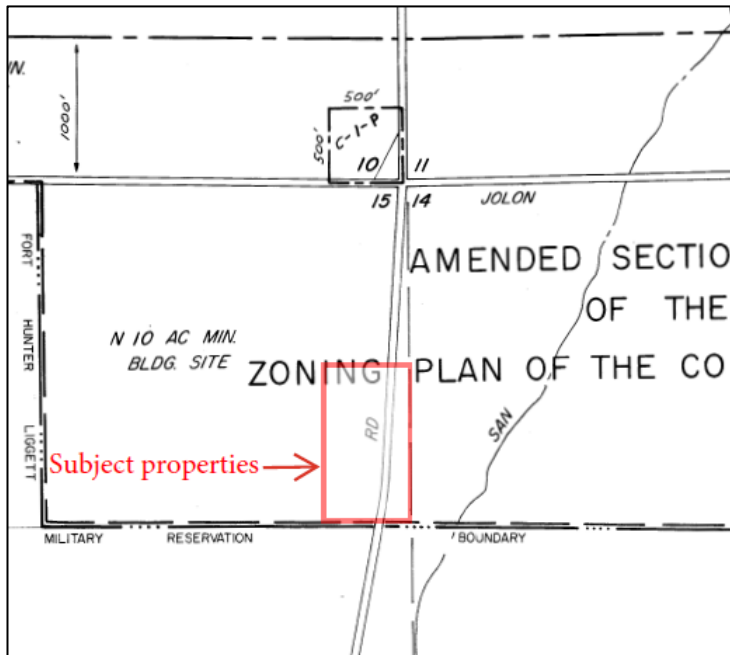 IN.
1000'
500'
500'
C-1-P
10 11
15 14
JOLON
FORT HUNTER LIGGETT
AMENDED SECTIO
OF THE
N 10 AC MIN.
BLDG. SITE
ZONING PLAN OF THE CO
RD
SAN
Subject properties
MILITARY RESERVATION BOUNDARY